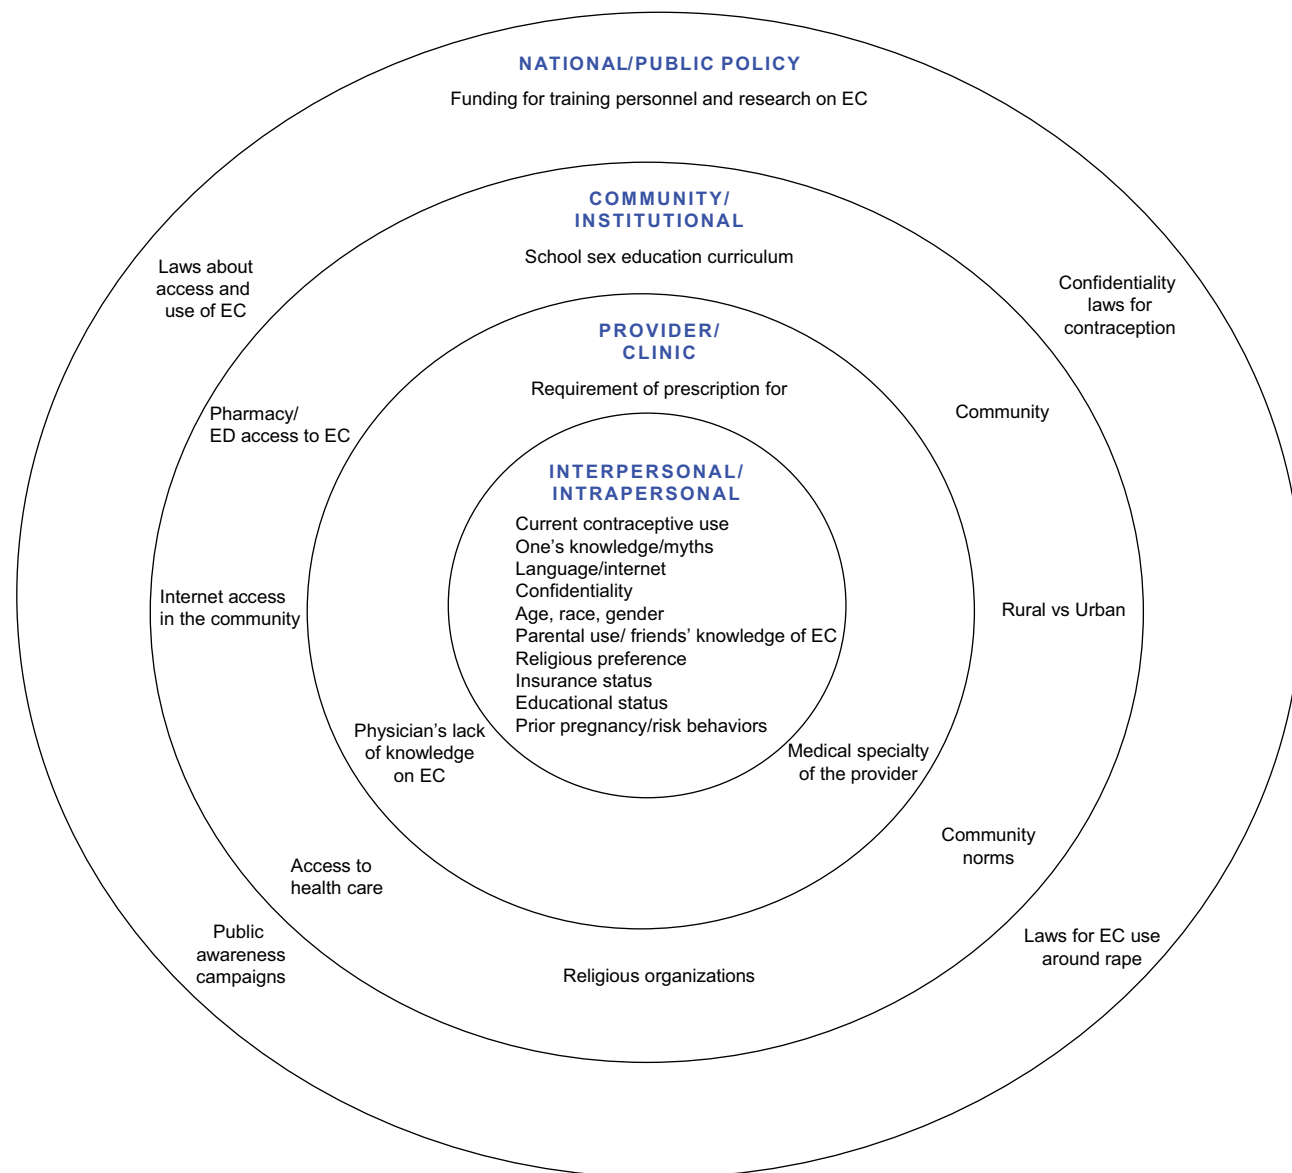 NATIONAL/PUBLIC POLICY
Funding for training personnel and research on EC
COMMUNITY/
INSTITUTIONAL
School sex education curriculum
Laws about
access and
use of EC
Confidentiality
laws for
contraception
PROVIDER/
CLINIC
Requirement of prescription for
Pharmacy/
ED access to EC
Community
INTERPERSONAL/
INTRAPERSONAL
Current contraceptive use
One's knowledge/myths
Language/internet
Confidentiality
Age, race, gender
Parental use/ friends' knowledge of EC
Religious preference
Insurance status
Educational status
Prior pregnancy/risk behaviors
Internet access
in the community
Rural vs Urban
Physician's lack
of knowledge
on EC
Medical specialty
of the provider
Community
norms
Access to
health care
Public
awareness
campaigns
Laws for EC use
around rape
Religious organizations